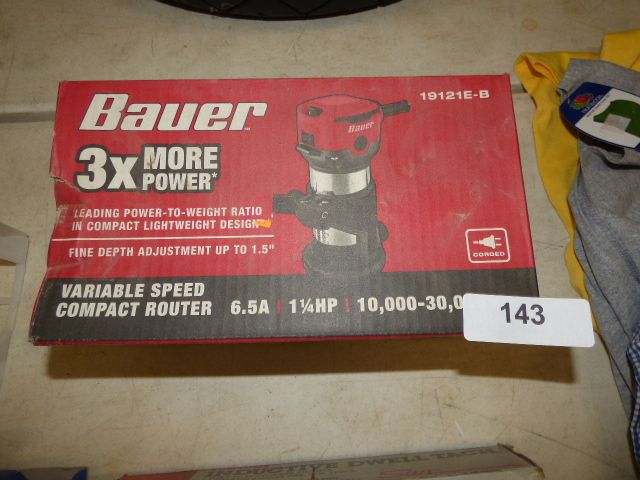 Bauer
19121E-B
Bauer
3x MORE
POWER*
LEADING POWER-TO-WEIGHT RATIO
IN COMPACT LIGHTWEIGHT DESIGN
FINE DEPTH ADJUSTMENT UP TO 1.5"
CORDED
VARIABLE SPEED
COMPACT ROUTER
6.5A | 1¼HP | 10,000-30,0
143
INDUCTIVE DWELL TACH